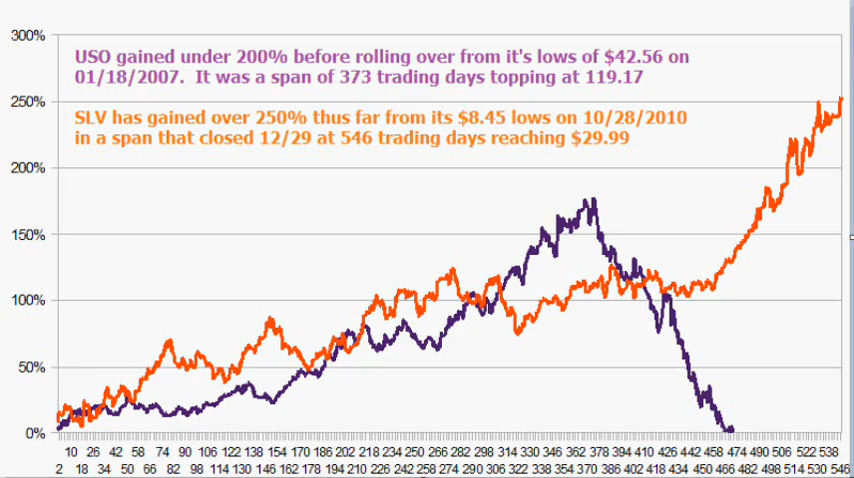 300%
USO gained under 200% before rolling over from it's lows of $42.56 on
01/18/2007. It was a span of 373 trading days topping at 119.17
250%
SLV has gained over 250% thus far from its $8.45 lows on 10/28/2010
in a span that closed 12/29 at 546 trading days reaching $29.99
200%
150%
100%
50%
0%
10 26 42 58 74 90 106 122 138 154 170 186 202 218 234 250 266 282 298 314 330 346 362 378 394 410 426 442 458 474 490 506 522 538
2 18 34 50 66 82 98 114 130 146 162 178 194 210 226 242 258 274 290 306 322 338 354 370 386 402 418 434 450 466 482 498 514 530 546